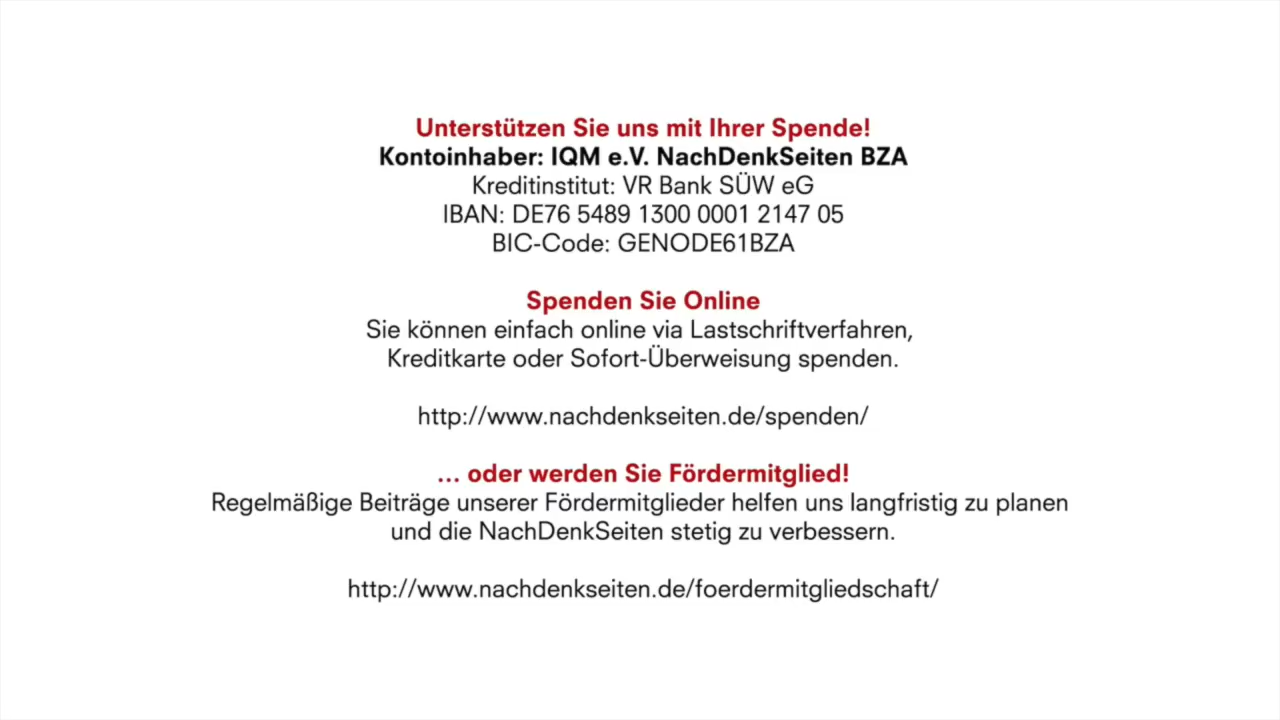 Unterstützen Sie uns mit Ihrer Spende!
Kontoinhaber: IQM e.V. NachDenkSeiten BZA
Kreditinstitut: VR Bank SÜW eG
IBAN: DE76 5489 1300 0001 2147 05
BIC-Code: GENODE61BZA
Spenden Sie Online
Sie können einfach online via Lastschriftverfahren,
Kreditkarte oder Sofort-Überweisung spenden.
http://www.nachdenkseiten.de/spenden/
... oder werden Sie Fördermitglied!
Regelmäßige Beiträge unserer Fördermitglieder helfen uns langfristig zu planen
und die NachDenkSeiten stetig zu verbessern.
http://www.nachdenkseiten.de/foerdermitgliedschaft/